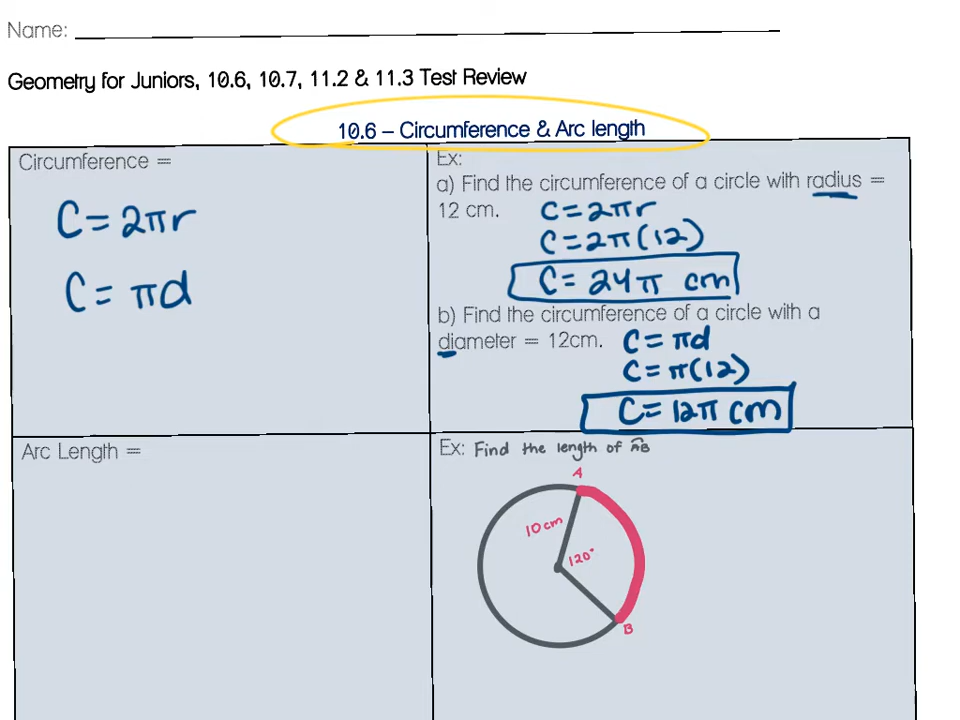 Name:
Geometry for Juniors, 10.6, 10.7, 11.2 & 11.3 Test Review
10.6 – Circumference & Arc length
Circumference =
C = 2πr
C = πd
Ex:
a) Find the circumference of a circle with radius =
12 cm.
C = 2πr
C = 2π(12)
C = 24π cm
b) Find the circumference of a circle with a
diameter = 12cm.
C = πd
C = π(12)
C = 12π cm
Arc Length =
Ex: Find the length of A͡B
A
10 cm
120°
B